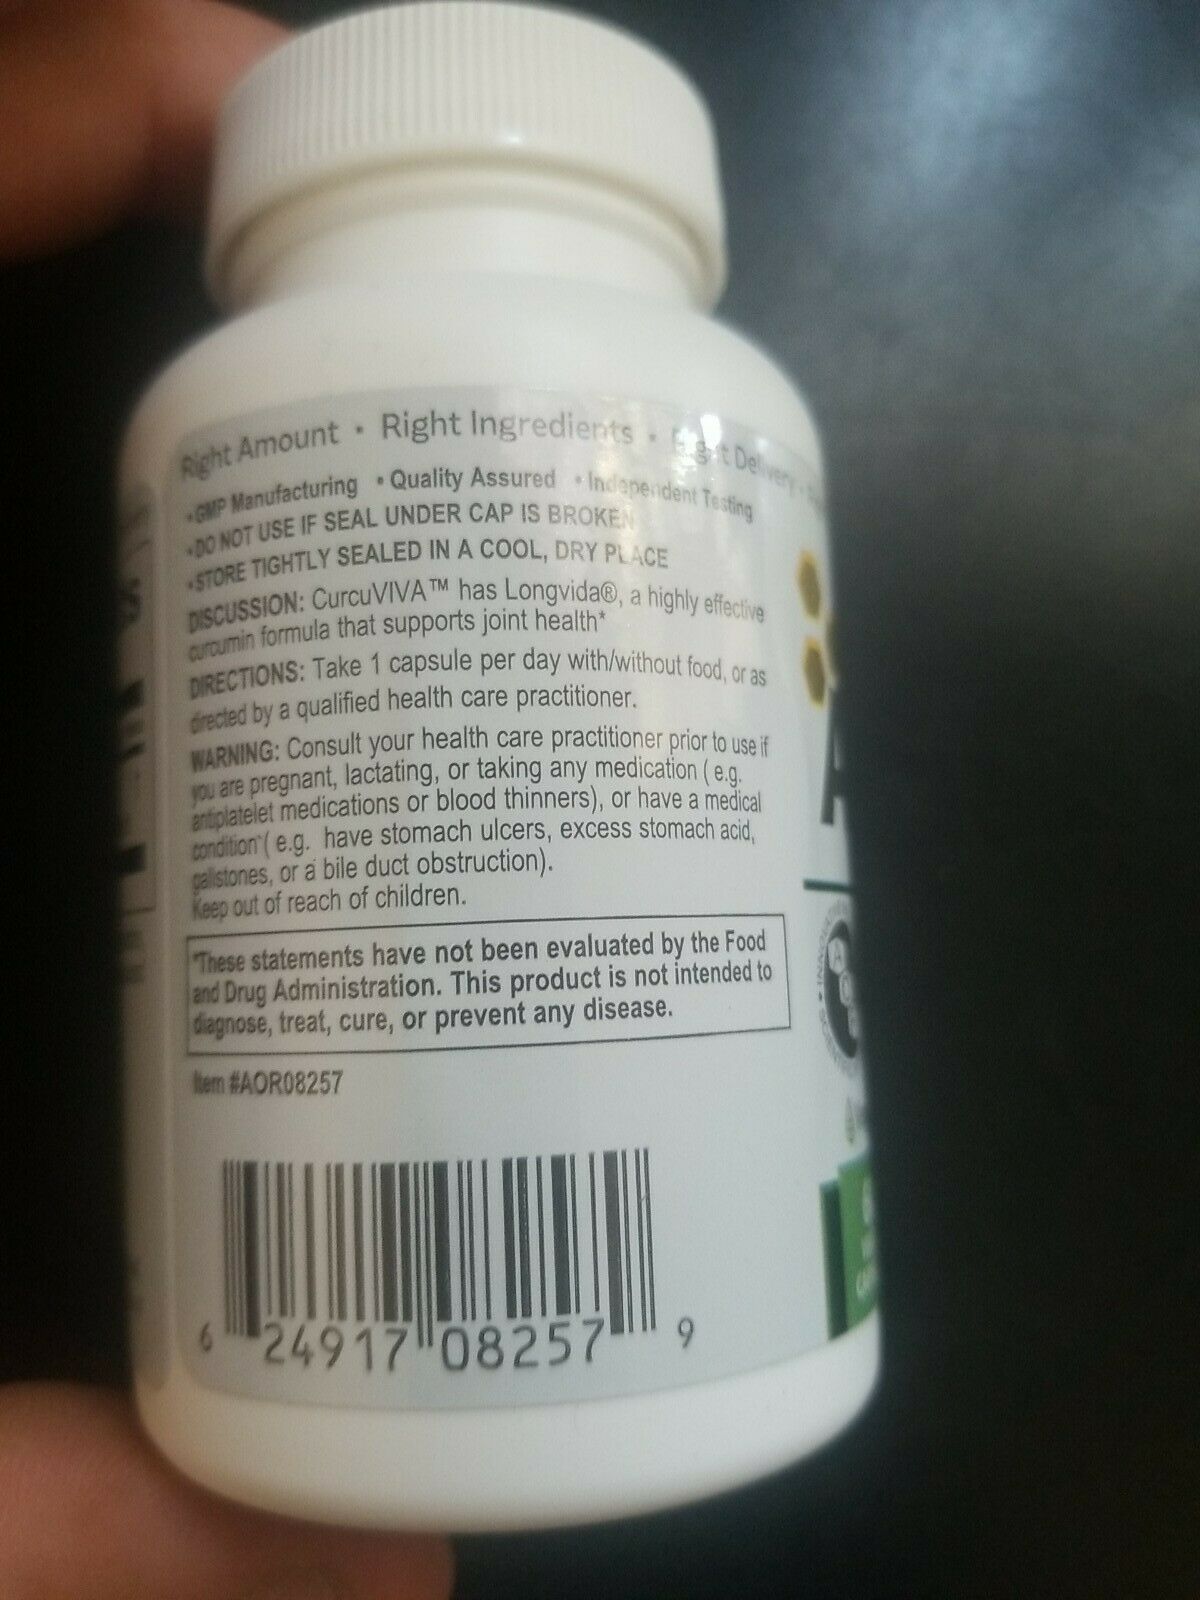 Right Amount • Right Ingredients • Right Delivery •
•GMP Manufacturing •Quality Assured •Independent Testing
•DO NOT USE IF SEAL UNDER CAP IS BROKEN
•STORE TIGHTLY SEALED IN A COOL, DRY PLACE
DISCUSSION: CurcuVIVA™ has Longvida®, a highly effective
curcumin formula that supports joint health*
DIRECTIONS: Take 1 capsule per day with/without food, or as
directed by a qualified health care practitioner.
WARNING: Consult your health care practitioner prior to use if
you are pregnant, lactating, or taking any medication ( e.g.
antiplatelet medications or blood thinners), or have a medical
condition ( e.g. have stomach ulcers, excess stomach acid,
gallstones, or a bile duct obstruction).
Keep out of reach of children.
*These statements have not been evaluated by the Food
and Drug Administration. This product is not intended to
diagnose, treat, cure, or prevent any disease.
Item #AOR08257
6 24917 08257 9